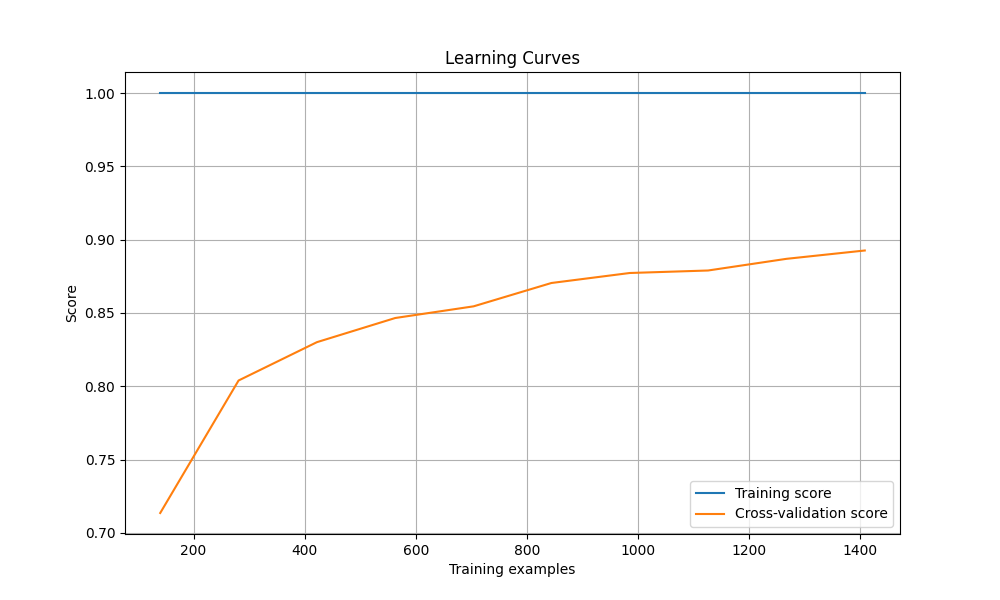 Learning Curves
1.00
0.95
0.90
0.85
0.80
0.75
0.70
Score
200 400 600 800 1000 1200 1400
Training examples
Training score
Cross-validation score